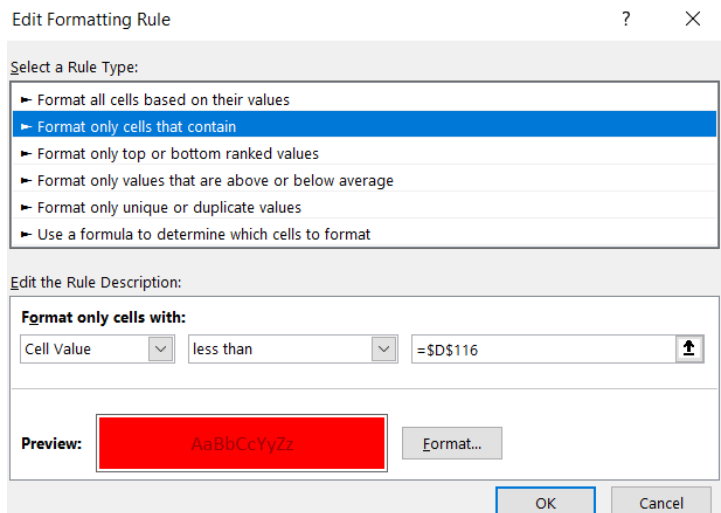 Edit Formatting Rule ? ×
Select a Rule Type:
► Format all cells based on their values
► Format only cells that contain
► Format only top or bottom ranked values
► Format only values that are above or below average
► Format only unique or duplicate values
► Use a formula to determine which cells to format
Edit the Rule Description:
Format only cells with:
Cell Value less than =$D$116
Preview: AaBbCcYyZz Format...
OK Cancel